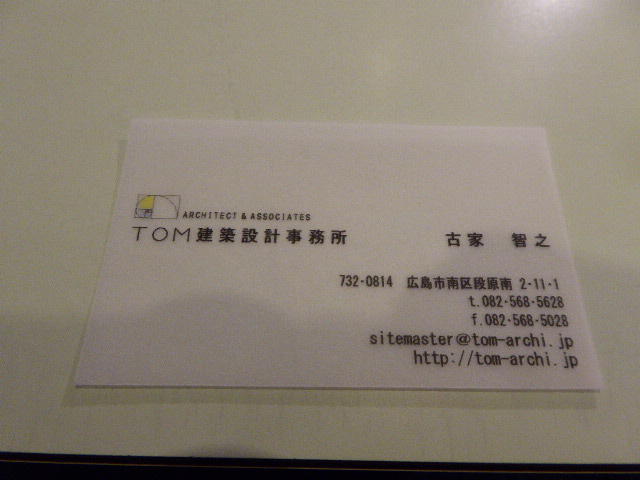 ARCHITECT & ASSOCIATES
TOM建築設計事務所
古家 智之
732-0814 広島市南区段原南 2-11-1
t.082-568-5628
f.082-568-5028
sitemaster@tom-archi.jp
http://tom-archi.jp